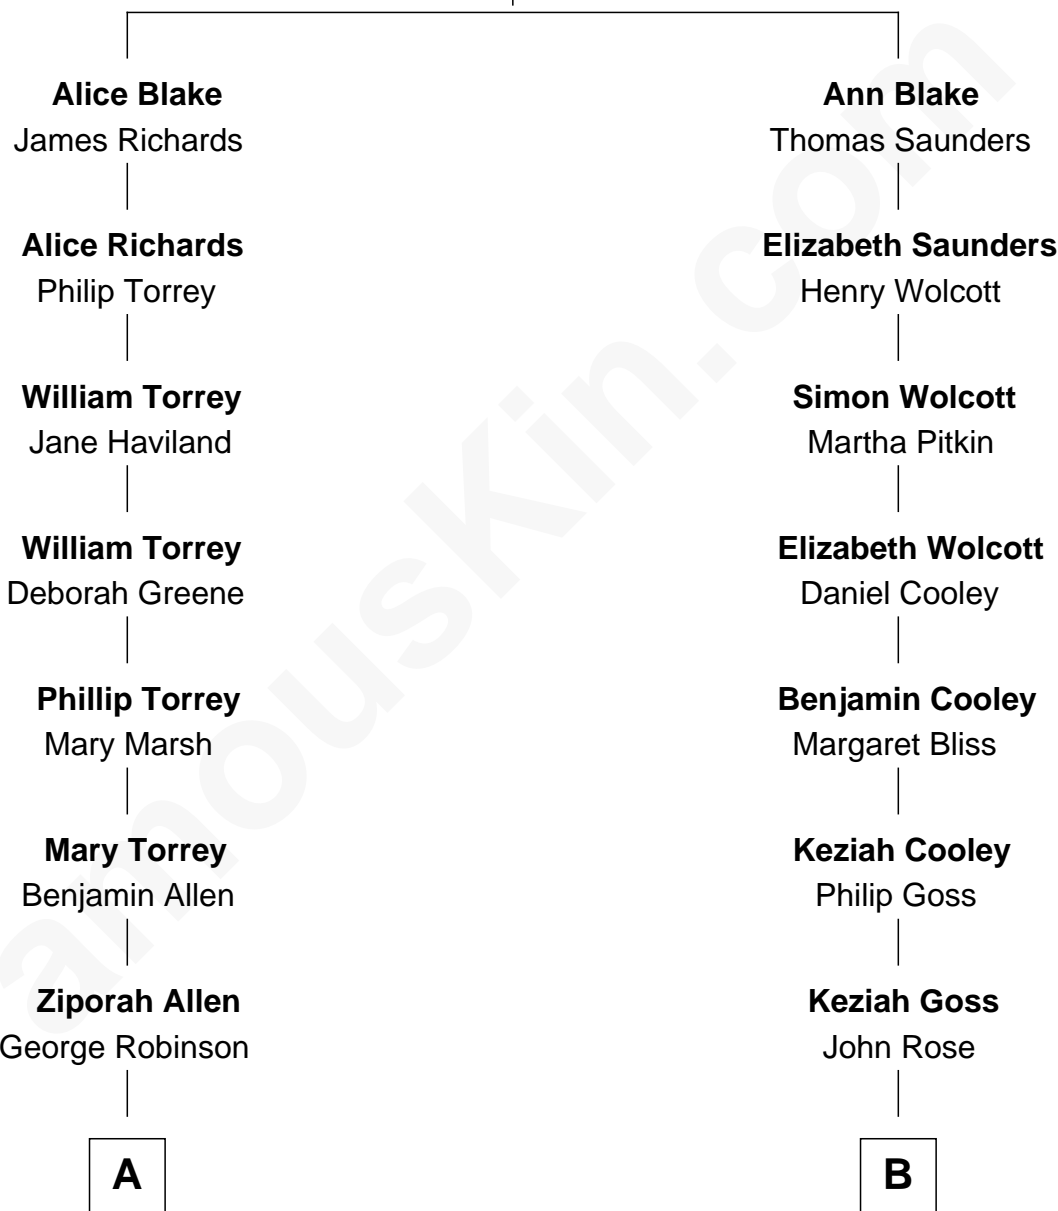 Alice Blake
James Richards
Ann Blake
Thomas Saunders
Alice Richards
Philip Torrey
Elizabeth Saunders
Henry Wolcott
William Torrey
Jane Haviland
Simon Wolcott
Martha Pitkin
William Torrey
Deborah Greene
Elizabeth Wolcott
Daniel Cooley
Phillip Torrey
Mary Marsh
Benjamin Cooley
Margaret Bliss
Mary Torrey
Benjamin Allen
Keziah Cooley
Philip Goss
Ziporah Allen
George Robinson
Keziah Goss
John Rose
A
B
amouskin.com